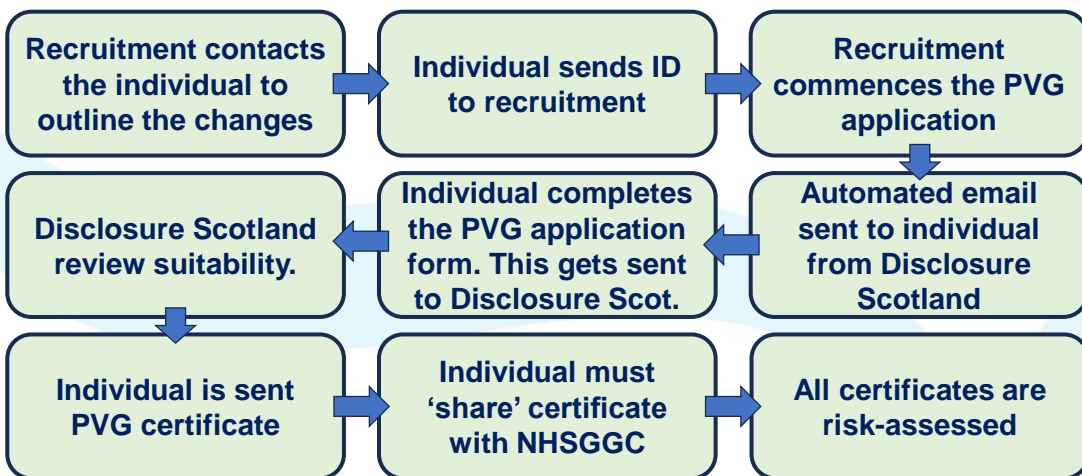 Recruitment contacts
the individual to
outline the changes
Individual sends ID
to recruitment
Recruitment
commences the PVG
application
Automated email
sent to individual
from Disclosure
Scotland
Individual completes
the PVG application
form. This gets sent
to Disclosure Scot.
Disclosure Scotland
review suitability.
Individual is sent
PVG certificate
Individual must
‘share’ certificate
with NHSGGC
All certificates are
risk-assessed